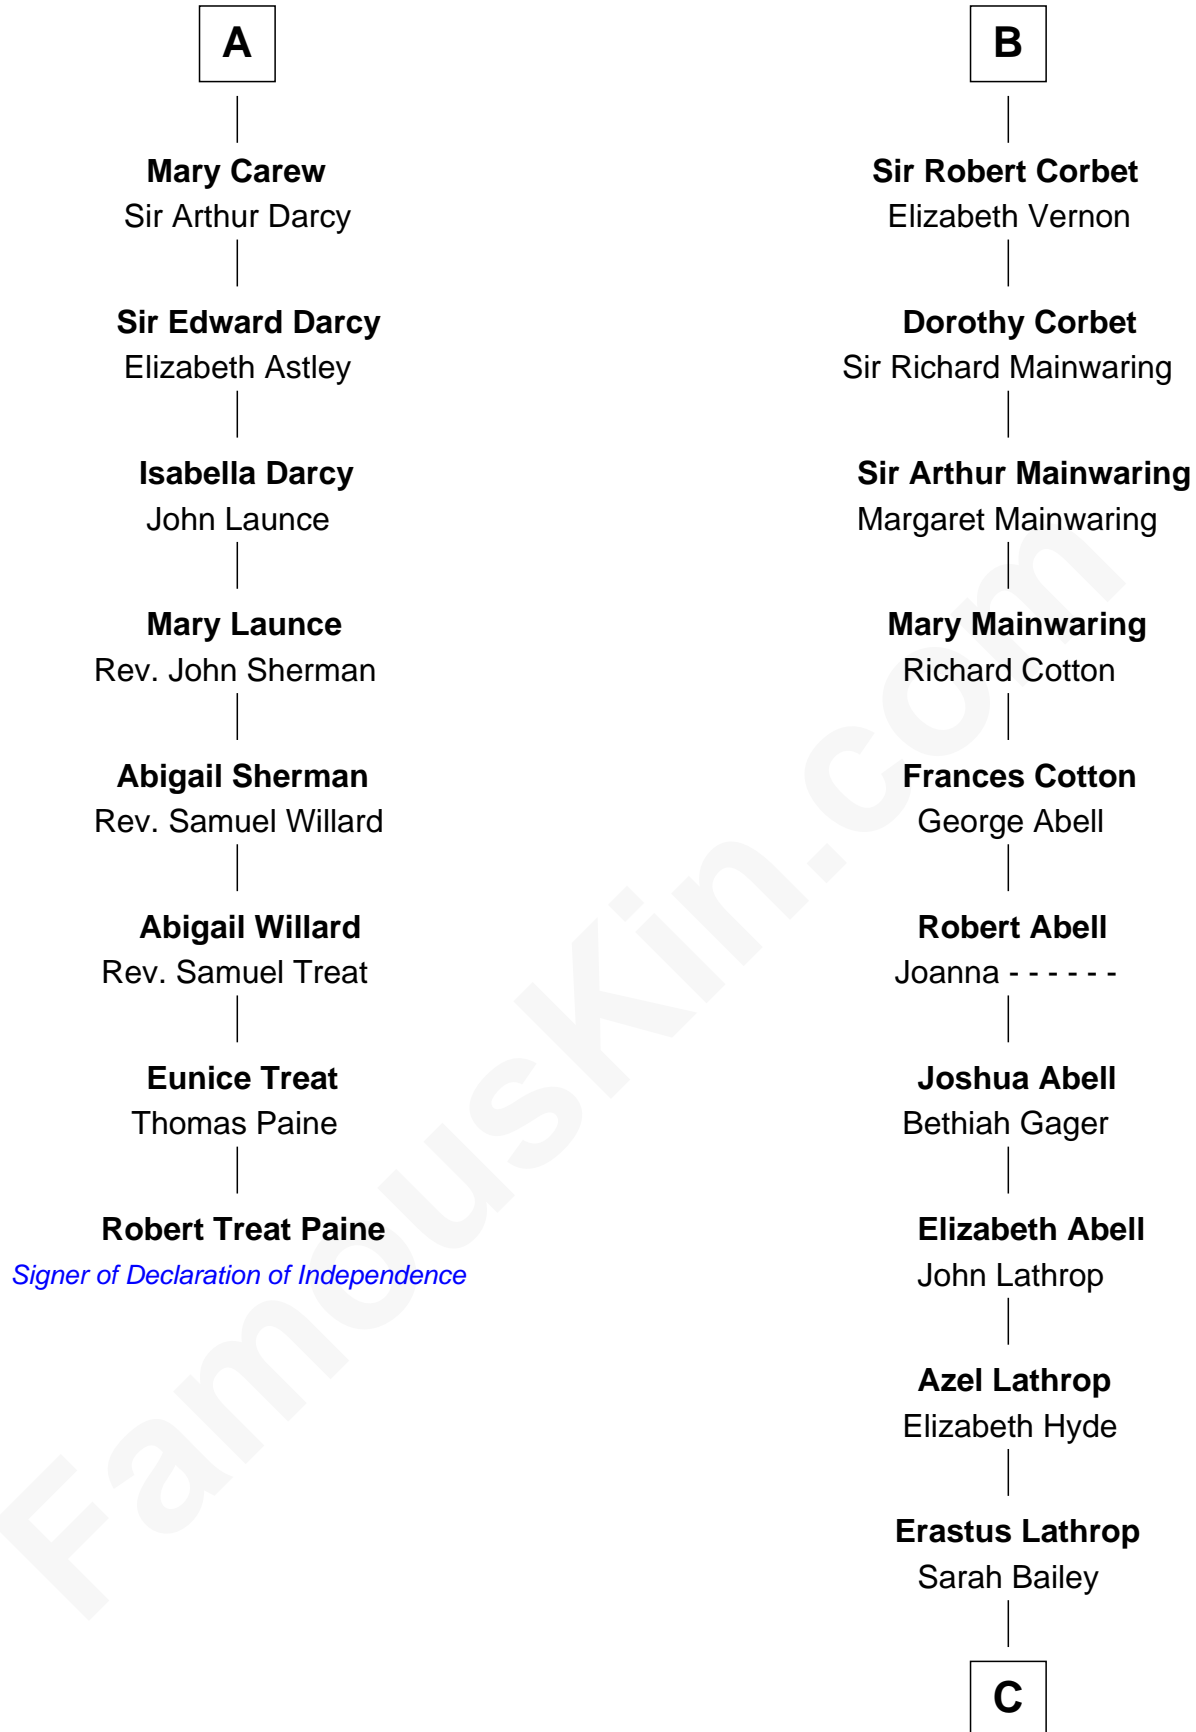 A
Mary Carew
Sir Arthur Darcy
Sir Edward Darcy
Elizabeth Astley
Isabella Darcy
John Launce
Mary Launce
Rev. John Sherman
Abigail Sherman
Rev. Samuel Willard
Abigail Willard
Rev. Samuel Treat
Eunice Treat
Thomas Paine
Robert Treat Paine
Signer of Declaration of Independence
B
Sir Robert Corbet
Elizabeth Vernon
Dorothy Corbet
Sir Richard Mainwaring
Sir Arthur Mainwaring
Margaret Mainwaring
Mary Mainwaring
Richard Cotton
Frances Cotton
George Abell
Robert Abell
Joanna - - - - - -
Joshua Abell
Bethiah Gager
Elizabeth Abell
John Lathrop
Azel Lathrop
Elizabeth Hyde
Erastus Lathrop
Sarah Bailey
C
FamousKin.com